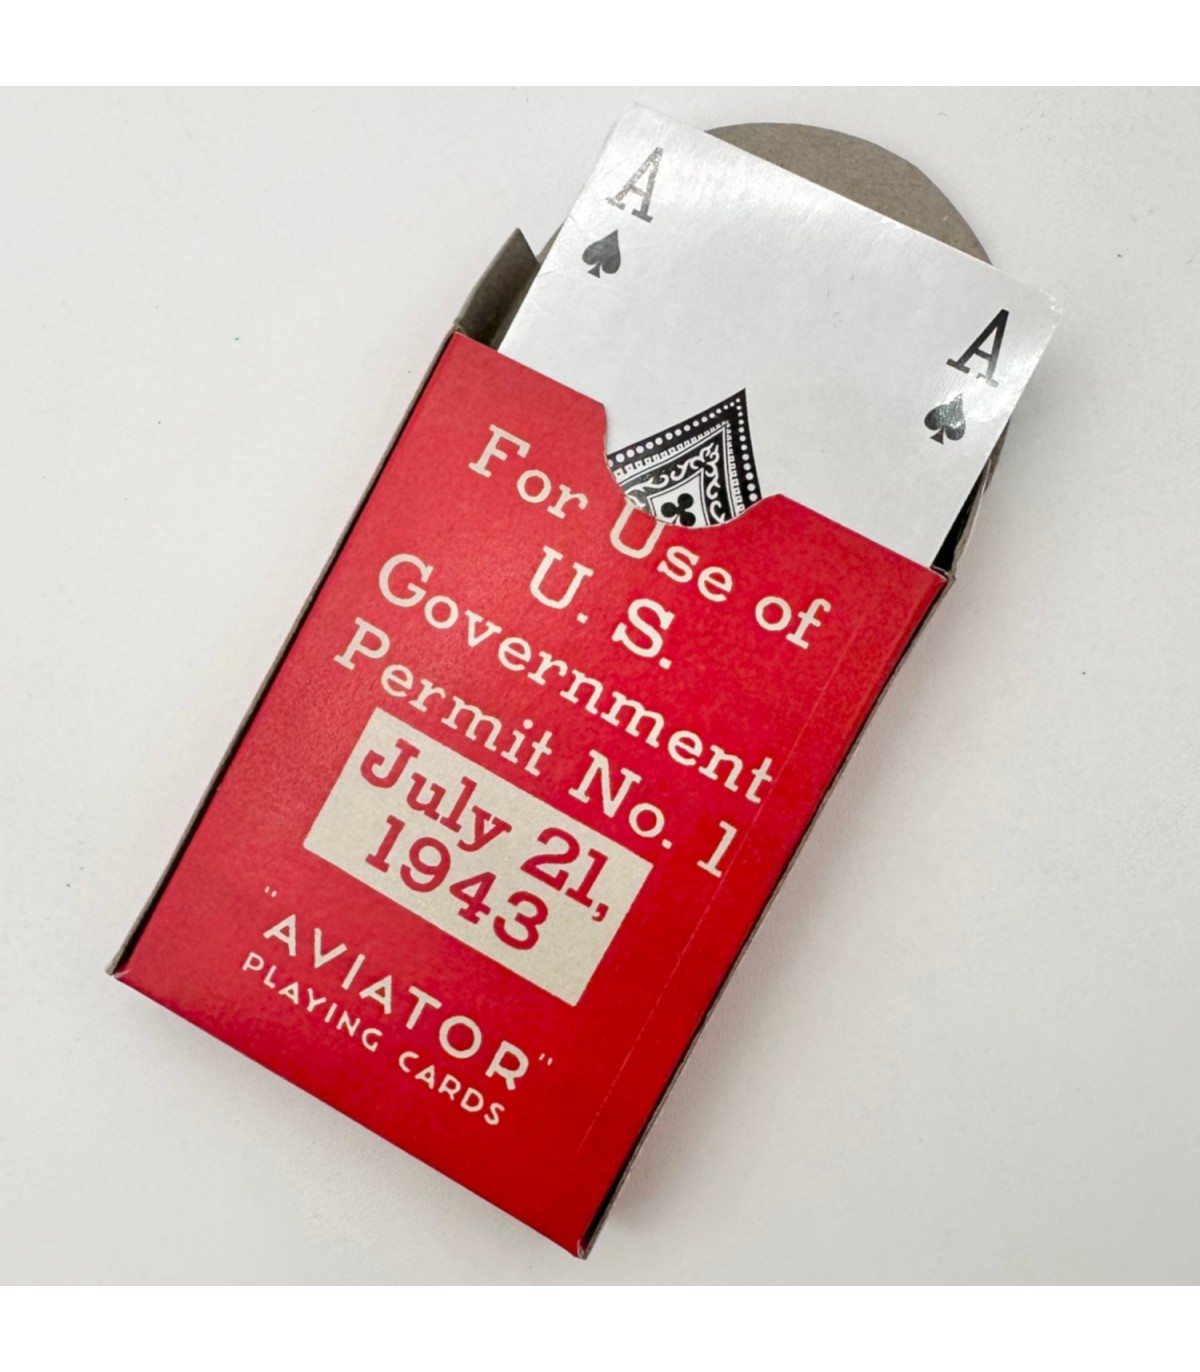 A
A
For Use of
U. S.
Government
Permit No. 1
July 21,
1943
"AVIATOR"
PLAYING CARDS